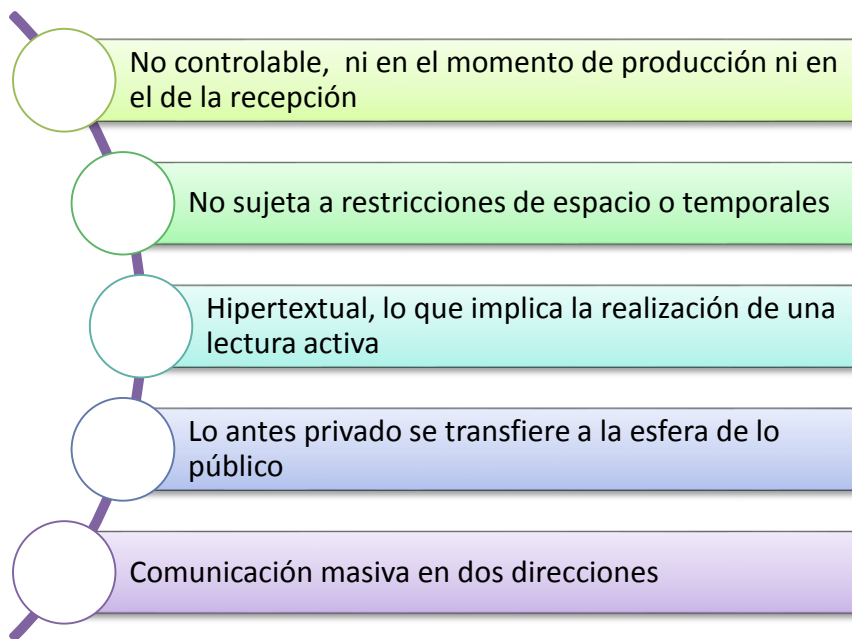 No controlable, ni en el momento de producción ni en
el de la recepción
No sujeta a restricciones de espacio o temporales
Hipertextual, lo que implica la realización de una
lectura activa
Lo antes privado se transfiere a la esfera de lo
público
Comunicación masiva en dos direcciones